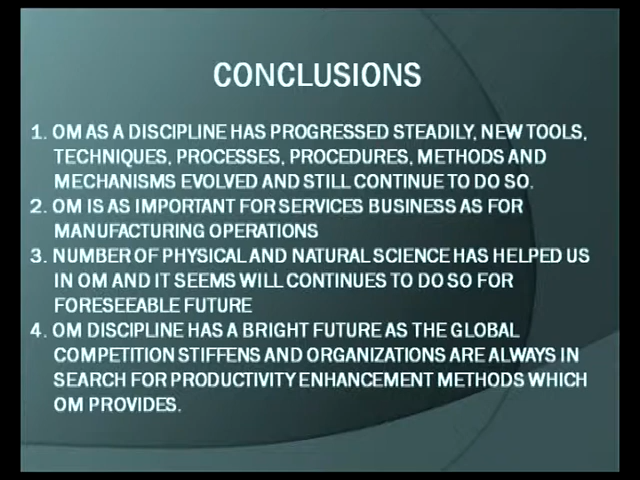 CONCLUSIONS
1. OM AS A DISCIPLINE HAS PROGRESSED STEADILY, NEW TOOLS,
TECHNIQUES, PROCESSES, PROCEDURES, METHODS AND
MECHANISMS EVOLVED AND STILL CONTINUE TO DO SO.
2. OM IS AS IMPORTANT FOR SERVICES BUSINESS AS FOR
MANUFACTURING OPERATIONS
3. NUMBER OF PHYSICAL AND NATURAL SCIENCE HAS HELPED US
IN OM AND IT SEEMS WILL CONTINUES TO DO SO FOR
FORESEEABLE FUTURE
4. OM DISCIPLINE HAS A BRIGHT FUTURE AS THE GLOBAL
COMPETITION STIFFENS AND ORGANIZATIONS ARE ALWAYS IN
SEARCH FOR PRODUCTIVITY ENHANCEMENT METHODS WHICH
OM PROVIDES.